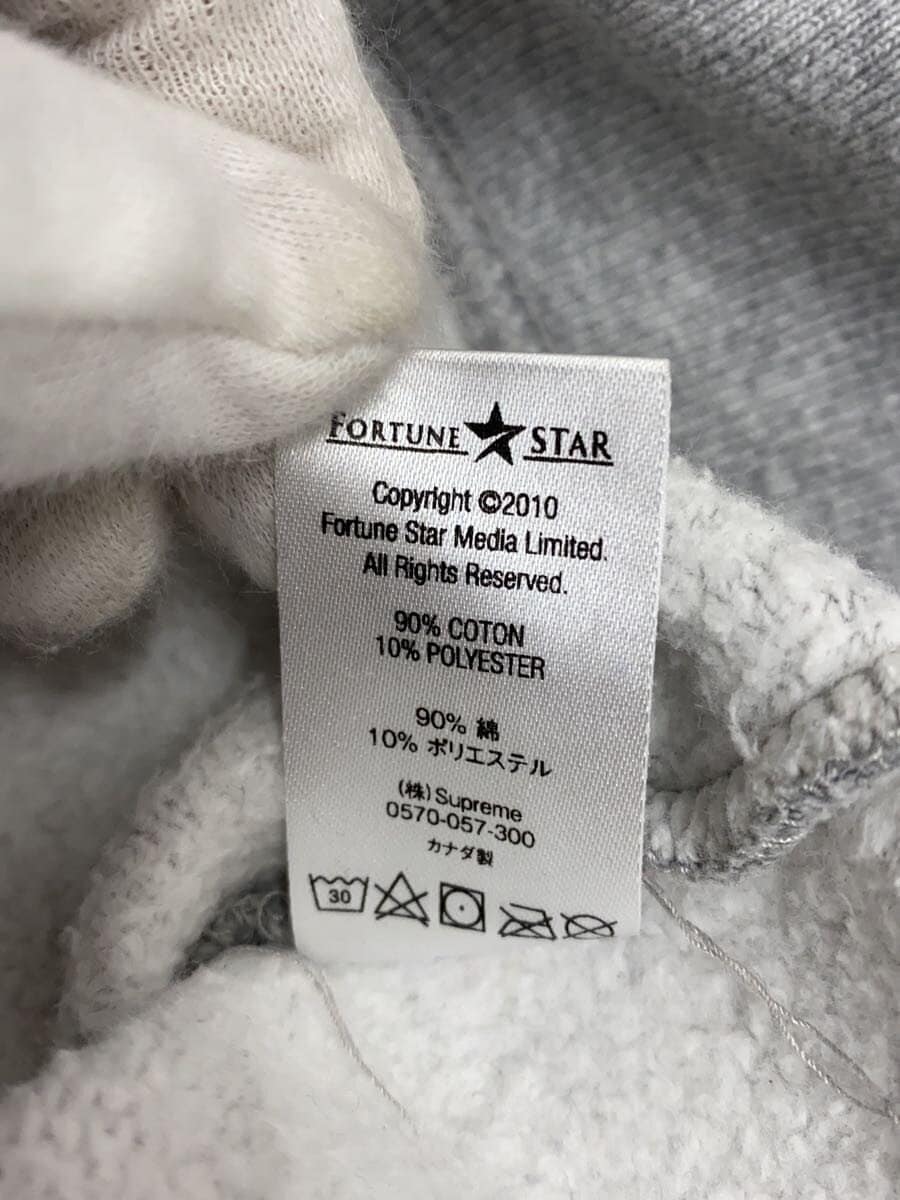 FORTUNE STAR
Copyright ©2010
Fortune Star Media Limited.
All Rights Reserved.
90% COTON
10% POLYESTER
90% 綿
10% ポリエステル
(株)Supreme
0570-057-300
カナダ製
30